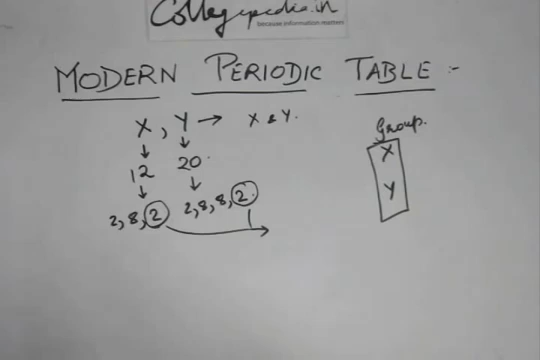 Collegepedia.in
because information matters
MODERN PERIODIC TABLE :-
X, Y → X & Y.
Group.
↓ ↓
X
12 20.
↓ ↓
Y
2, 8, 2 2, 8, 8, 2